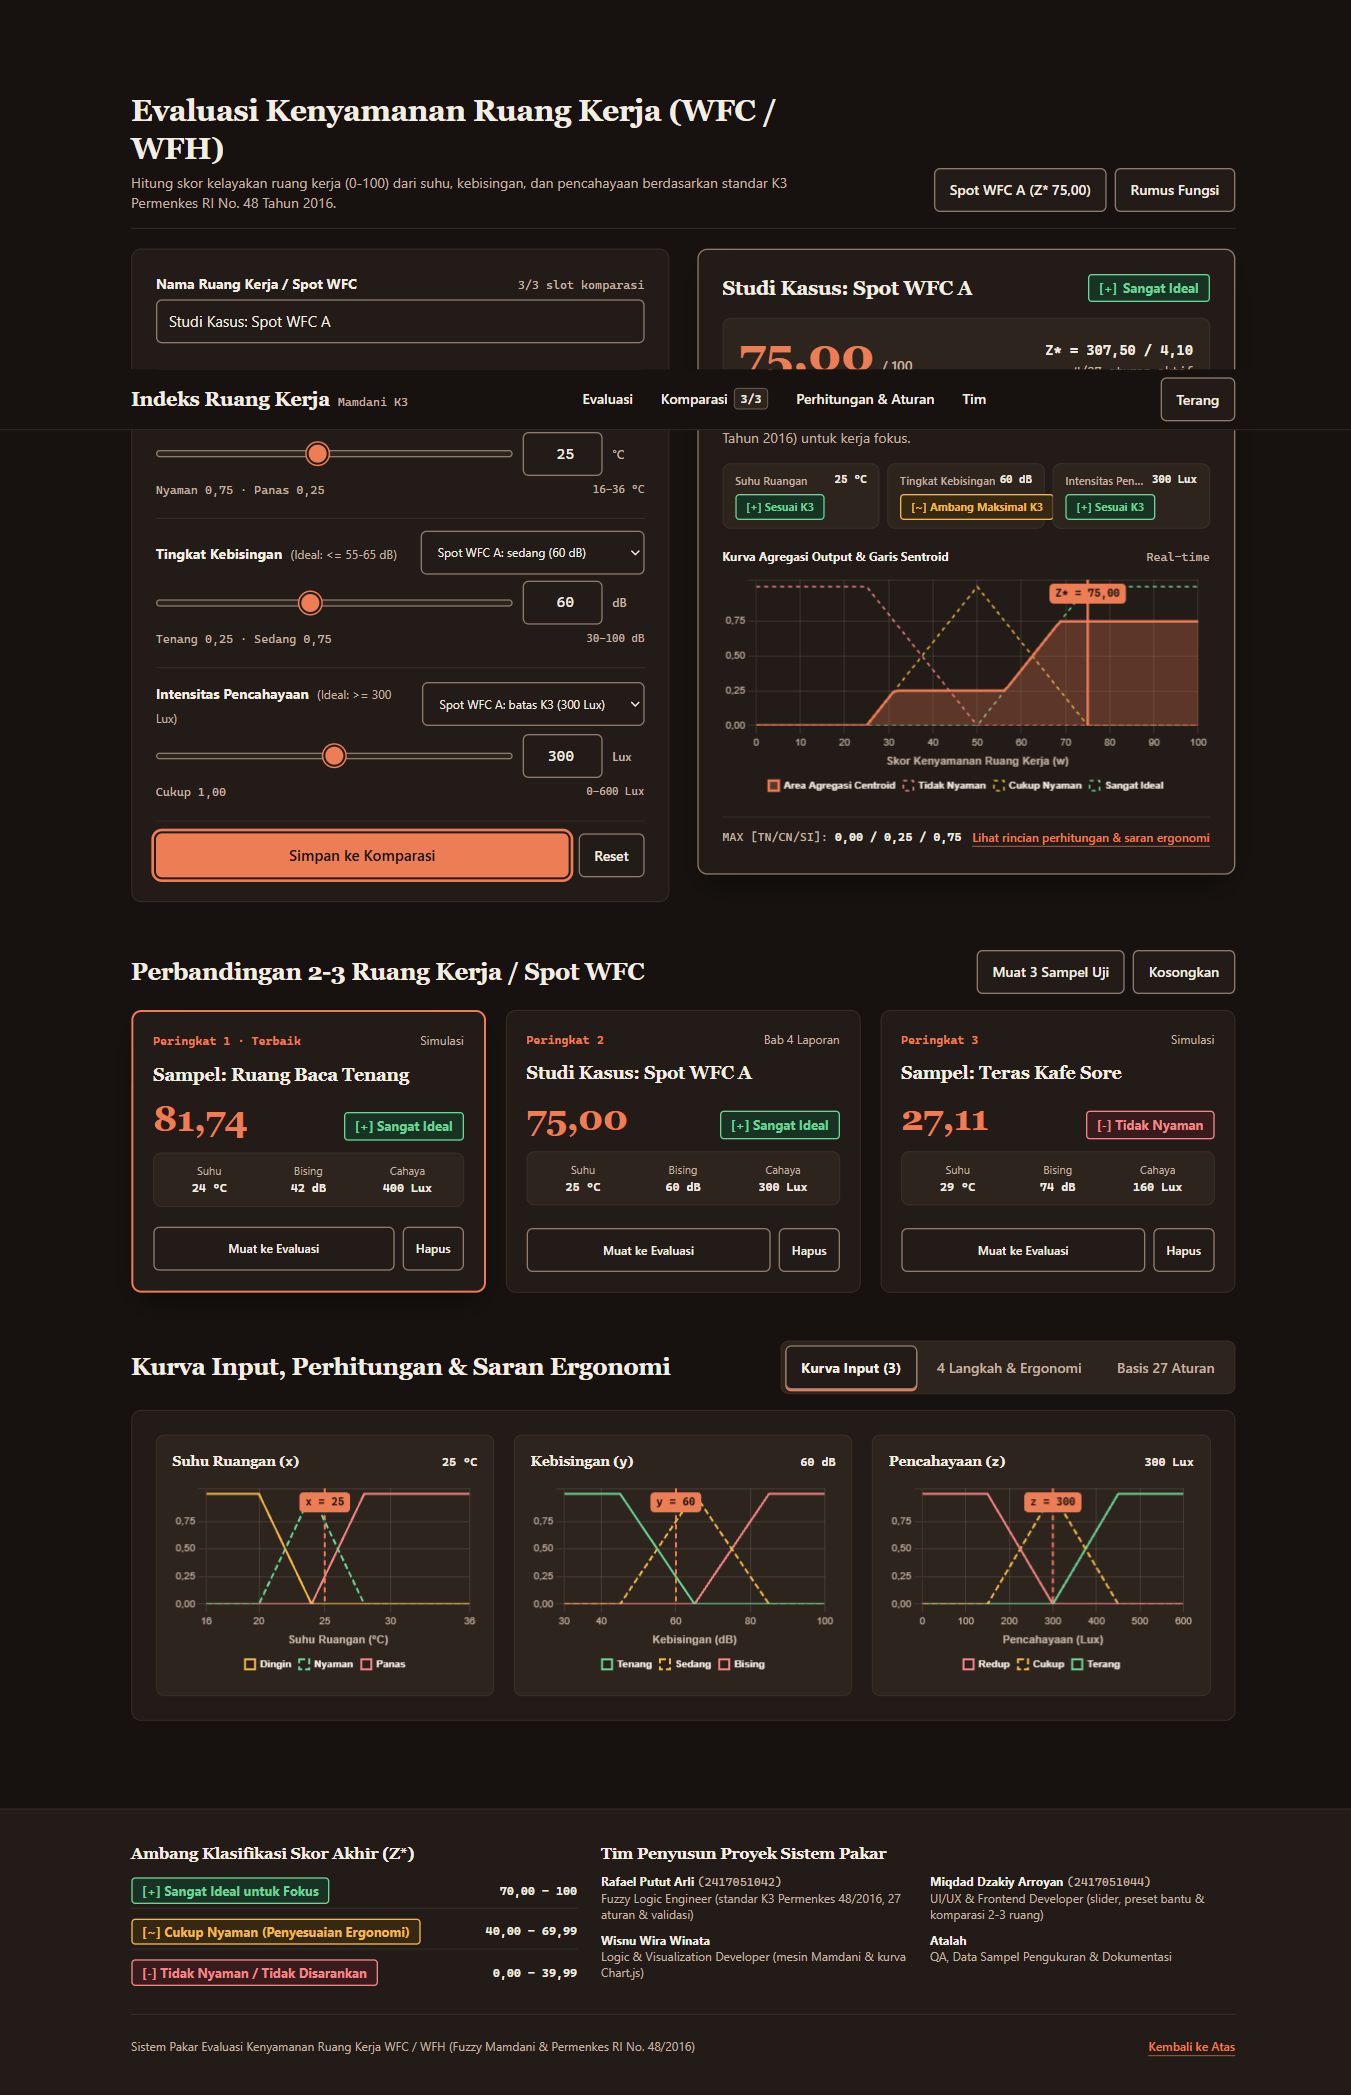 Evaluasi Kenyamanan Ruang Kerja (WFC /
WFH)
Hitung skor kelayakan ruang kerja (0-100) dari suhu, kebisingan, dan pencahayaan berdasarkan standar K3
Permenkes RI No. 48 Tahun 2016.
Spot WFC A (Z* 75,00)
Rumus Fungsi
Nama Ruang Kerja / Spot WFC
3/3 slot komparasi
Studi Kasus: Spot WFC A
Studi Kasus: Spot WFC A
[+] Sangat Ideal
75,00 / 100
Z* = 307,50 / 4,10
Indeks Ruang Kerja Mamdani K3
Evaluasi
Komparasi 3/3
Perhitungan & Aturan
Tim
Terang
25 °C
Nyaman 0,75 · Panas 0,25
16–36 °C
Tingkat Kebisingan (Ideal: <= 55-65 dB)
Spot WFC A: sedang (60 dB)
60 dB
Tenang 0,25 · Sedang 0,75
30–100 dB
Intensitas Pencahayaan (Ideal: >= 300
Lux)
Spot WFC A: batas K3 (300 Lux)
300 Lux
Cukup 1,00
0–600 Lux
Simpan ke Komparasi
Reset
Tahun 2016) untuk kerja fokus.
Suhu Ruangan 25 °C
[+] Sesuai K3
Tingkat Kebisingan 60 dB
[~] Ambang Maksimal K3
Intensitas Pen... 300 Lux
[+] Sesuai K3
Kurva Agregasi Output & Garis Sentroid
Real-time
Z* = 75,00
0,75
0,50
0,25
0,00
0 10 20 30 40 50 60 70 80 90 100
Skor Kenyamanan Ruang Kerja (w)
Area Agregasi Centroid Tidak Nyaman Cukup Nyaman Sangat Ideal
MAX [TN/CN/SI]: 0,00 / 0,25 / 0,75
Lihat rincian perhitungan & saran ergonomi
Perbandingan 2-3 Ruang Kerja / Spot WFC
Muat 3 Sampel Uji
Kosongkan
Peringkat 1 · Terbaik
Simulasi
Sampel: Ruang Baca Tenang
81,74
[+] Sangat Ideal
Suhu Bising Cahaya
24 °C 42 dB 400 Lux
Muat ke Evaluasi
Hapus
Peringkat 2
Bab 4 Laporan
Studi Kasus: Spot WFC A
75,00
[+] Sangat Ideal
Suhu Bising Cahaya
25 °C 60 dB 300 Lux
Muat ke Evaluasi
Hapus
Peringkat 3
Simulasi
Sampel: Teras Kafe Sore
27,11
[-] Tidak Nyaman
Suhu Bising Cahaya
29 °C 74 dB 160 Lux
Muat ke Evaluasi
Hapus
Kurva Input, Perhitungan & Saran Ergonomi
Kurva Input (3)
4 Langkah & Ergonomi
Basis 27 Aturan
Suhu Ruangan (x)
25 °C
x = 25
0,75
0,50
0,25
0,00
16 20 25 30 36
Suhu Ruangan (°C)
Dingin Nyaman Panas
Kebisingan (y)
60 dB
y = 60
0,75
0,50
0,25
0,00
30 40 60 80 100
Kebisingan (dB)
Tenang Sedang Bising
Pencahayaan (z)
300 Lux
z = 300
0,75
0,50
0,25
0,00
0 100 200 300 400 500 600
Pencahayaan (Lux)
Redup Cukup Terang
Ambang Klasifikasi Skor Akhir (Z*)
[+] Sangat Ideal untuk Fokus
70,00 – 100
[~] Cukup Nyaman (Penyesuaian Ergonomi)
40,00 – 69,99
[-] Tidak Nyaman / Tidak Disarankan
0,00 – 39,99
Tim Penyusun Proyek Sistem Pakar
Rafael Putut Arli (2417051042)
Fuzzy Logic Engineer (standar K3 Permenkes 48/2016, 27
aturan & validasi)
Miqdad Dzakiy Arroyan (2417051044)
UI/UX & Frontend Developer (slider, preset bantu &
komparasi 2-3 ruang)
Wisnu Wira Winata
Logic & Visualization Developer (mesin Mamdani & kurva
Chart.js)
Atalah
QA, Data Sampel Pengukuran & Dokumentasi
Sistem Pakar Evaluasi Kenyamanan Ruang Kerja WFC / WFH (Fuzzy Mamdani & Permenkes RI No. 48/2016)
Kembali ke Atas